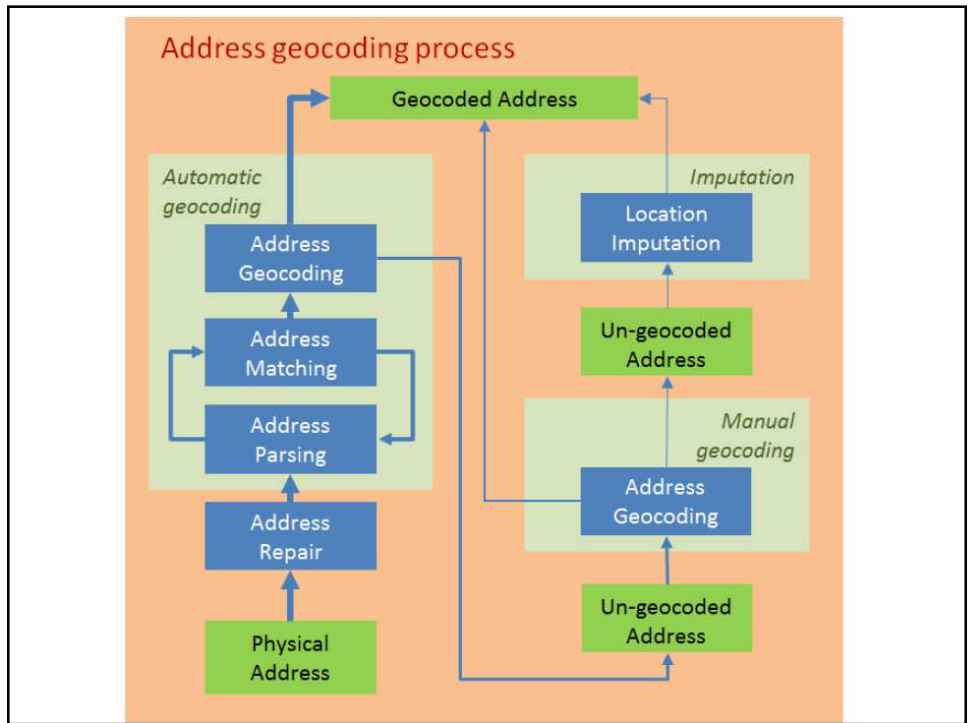 Address geocoding process
Geocoded Address
Automatic
geocoding
Address
Geocoding
Address
Matching
Address
Parsing
Address
Repair
Physical
Address
Imputation
Location
Imputation
Un-geocoded
Address
Manual
geocoding
Address
Geocoding
Un-geocoded
Address